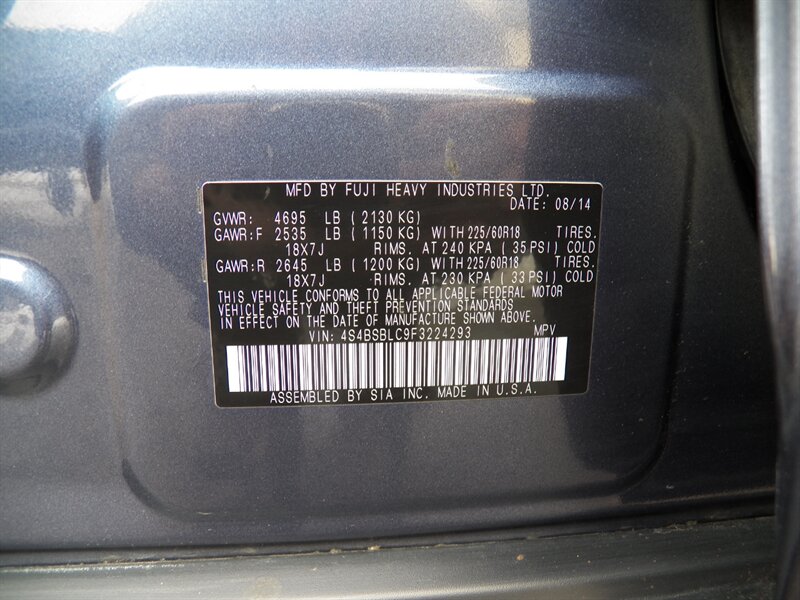 MFD BY FUJI HEAVY INDUSTRIES LTD.
DATE: 08/14
GVWR: 4695 LB ( 2130 KG)
GAWR:F 2535 LB ( 1150 KG) WITH 225/60R18 TIRES.
18X7J RIMS. AT 240 KPA ( 35 PSI) COLD
GAWR:R 2645 LB ( 1200 KG) WITH 225/60R18 TIRES.
18X7J RIMS. AT 230 KPA ( 33 PSI) COLD
THIS VEHICLE CONFORMS TO ALL APPLICABLE FEDERAL MOTOR
VEHICLE SAFETY AND THEFT PREVENTION STANDARDS
IN EFFECT ON THE DATE OF MANUFACTURE SHOWN ABOVE.
VIN: 4S4BSBLC9F3224293 MPV
ASSEMBLED BY SIA INC. MADE IN U.S.A.